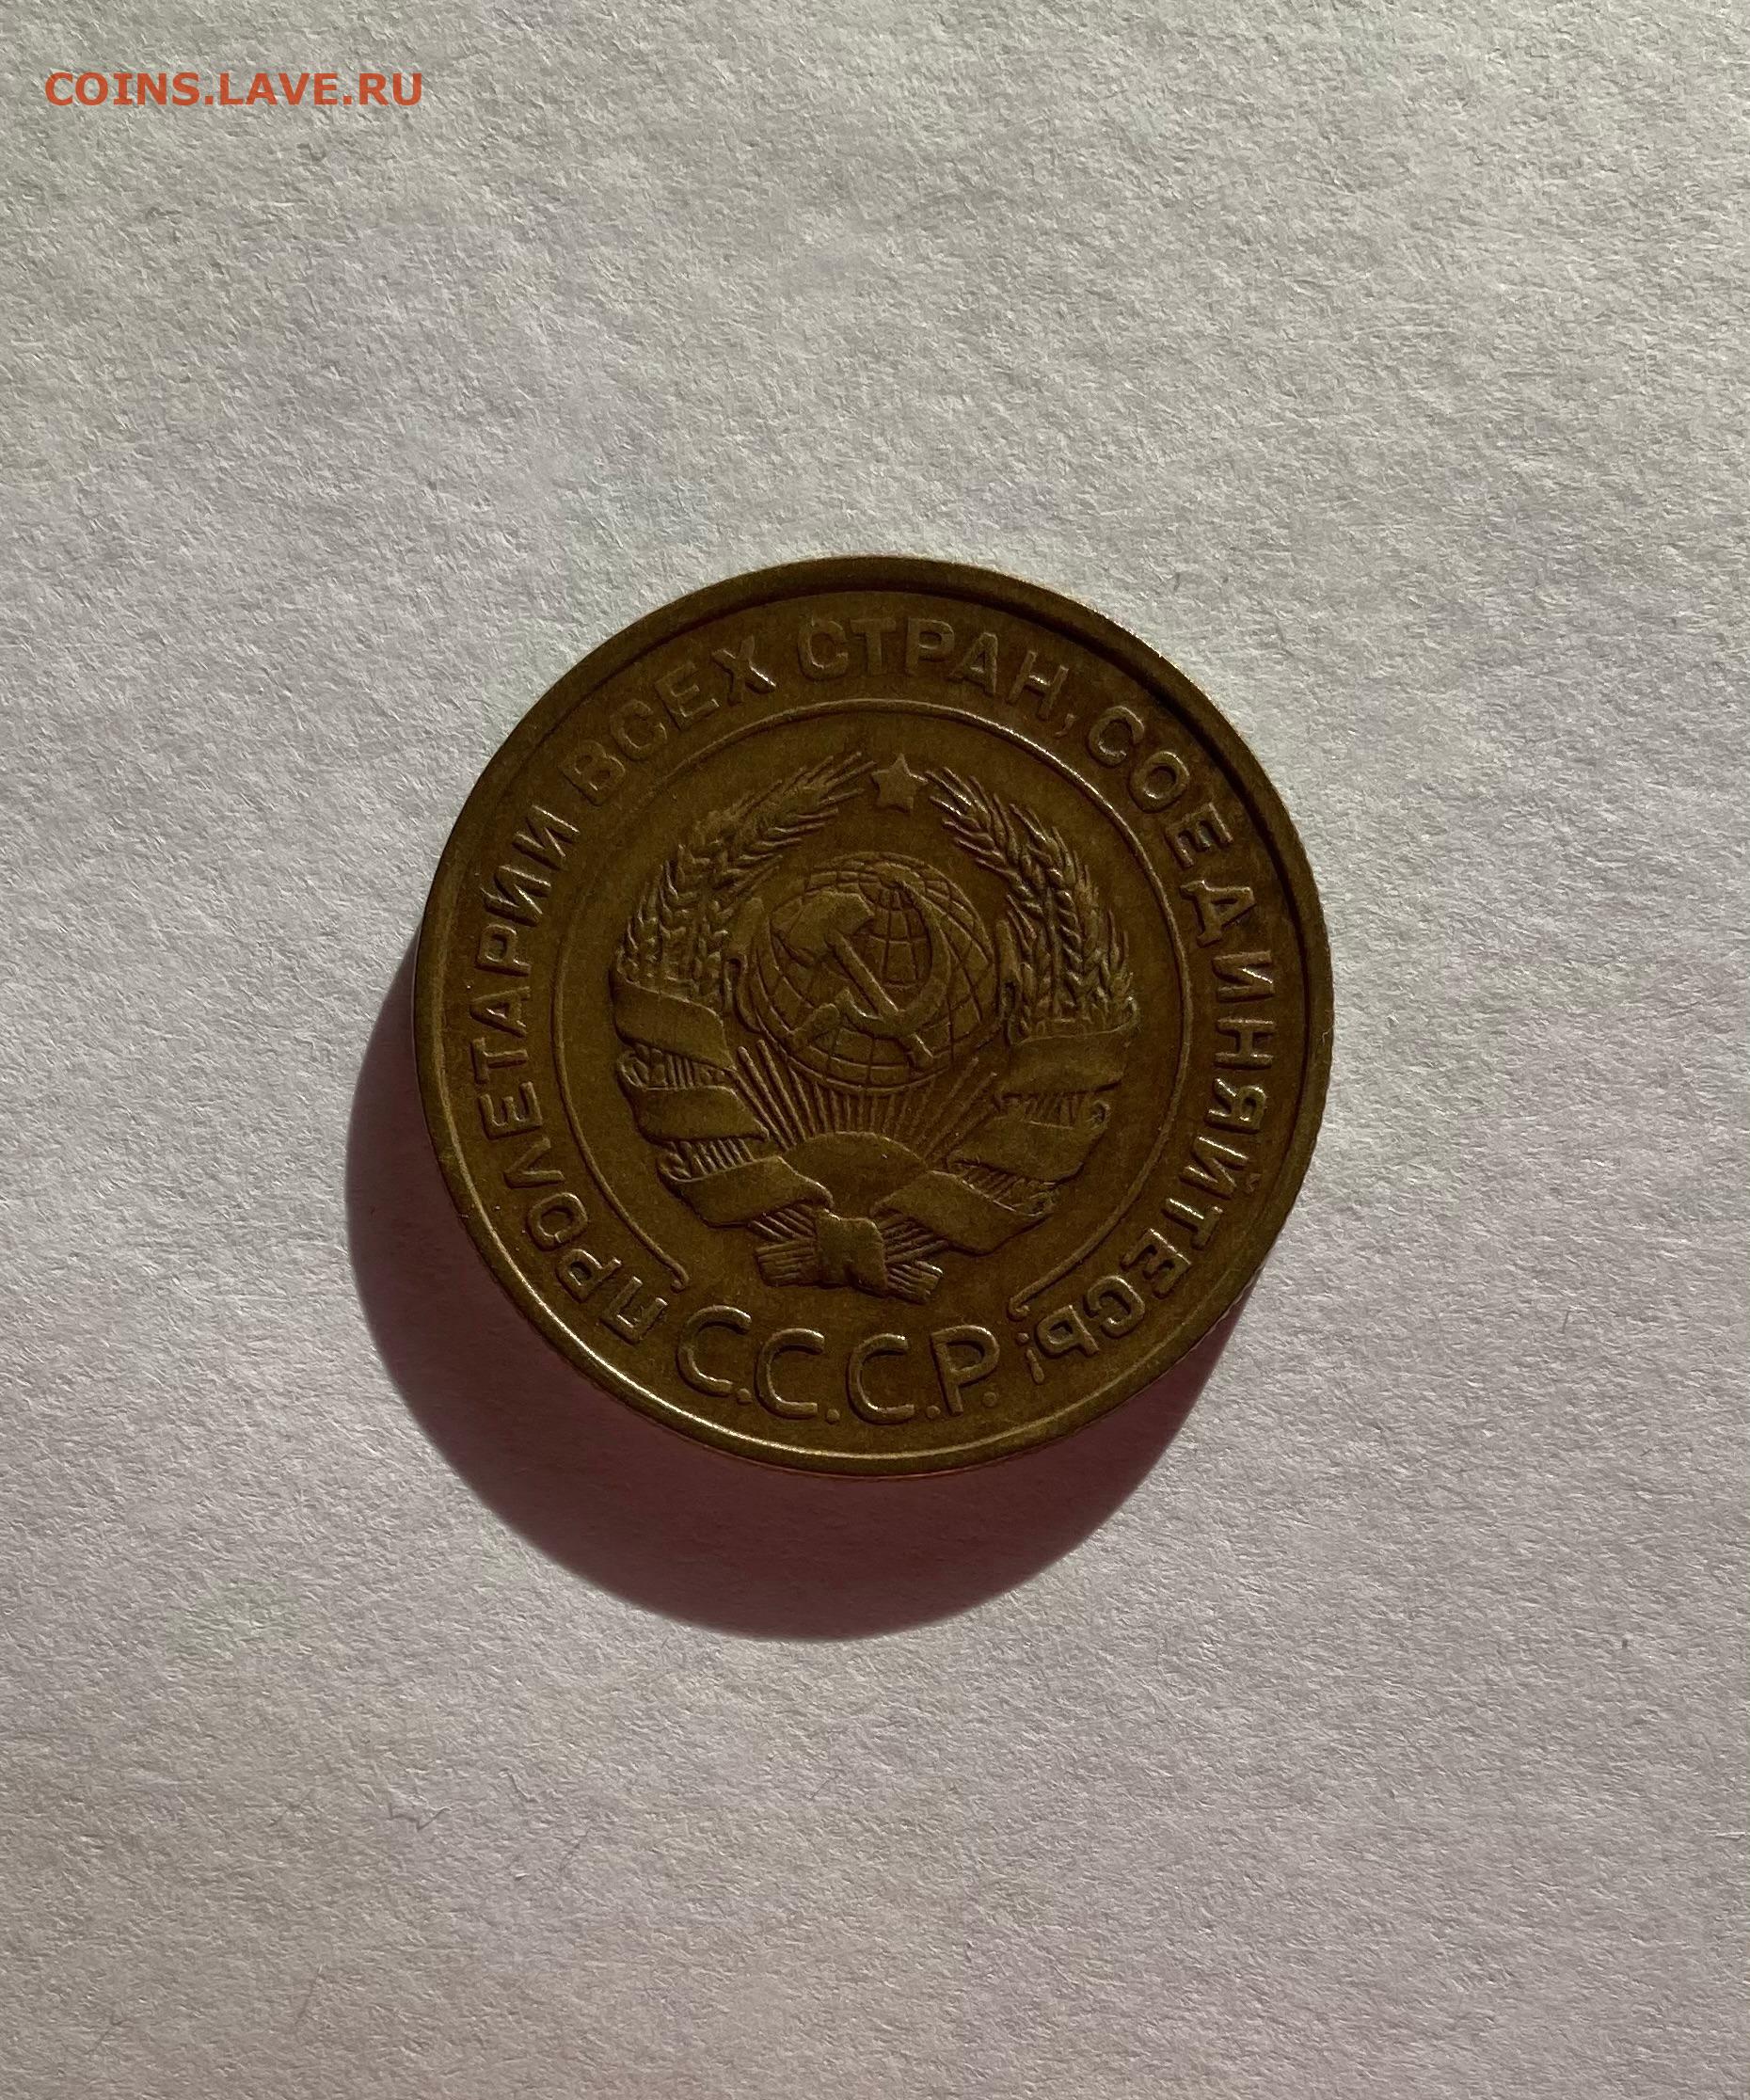 COINS.LAVE.RU
ПРОЛЕТАРИИ ВСЕХ СТРАН, СОЕДИНЯЙТЕСЬ!
С.С.С.Р.